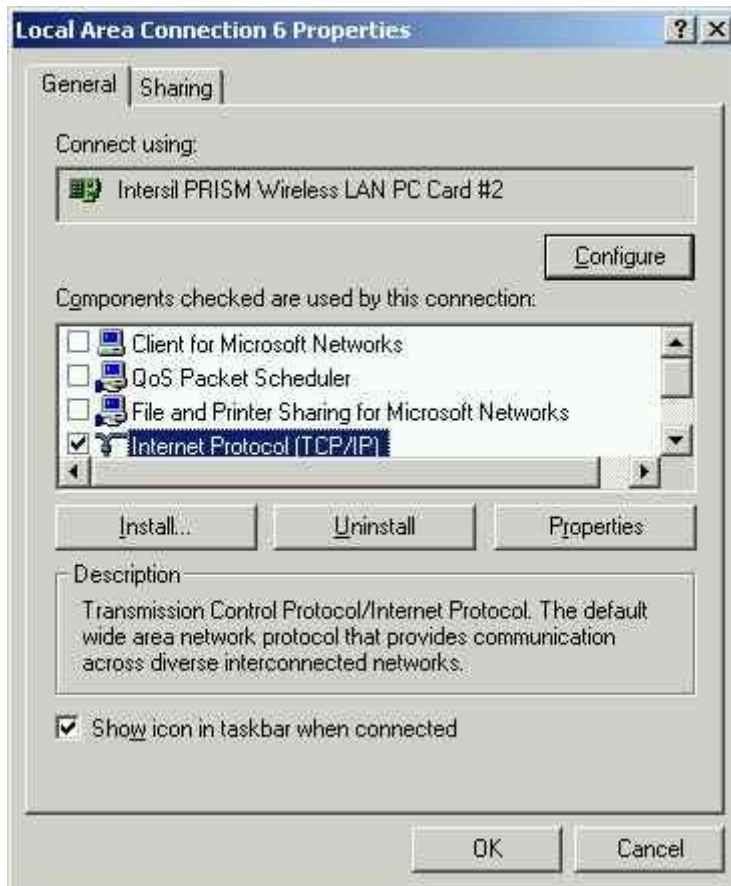 Local Area Connection 6 Properties
General
Sharing
Connect using:
Intersil PRISM Wireless LAN PC Card #2
Configure
Components checked are used by this connection:
Client for Microsoft Networks
QoS Packet Scheduler
File and Printer Sharing for Microsoft Networks
Internet Protocol (TCP/IP)
Install...
Uninstall
Properties
Description
Transmission Control Protocol/Internet Protocol. The default
wide area network protocol that provides communication
across diverse interconnected networks.
Show icon in taskbar when connected
OK
Cancel